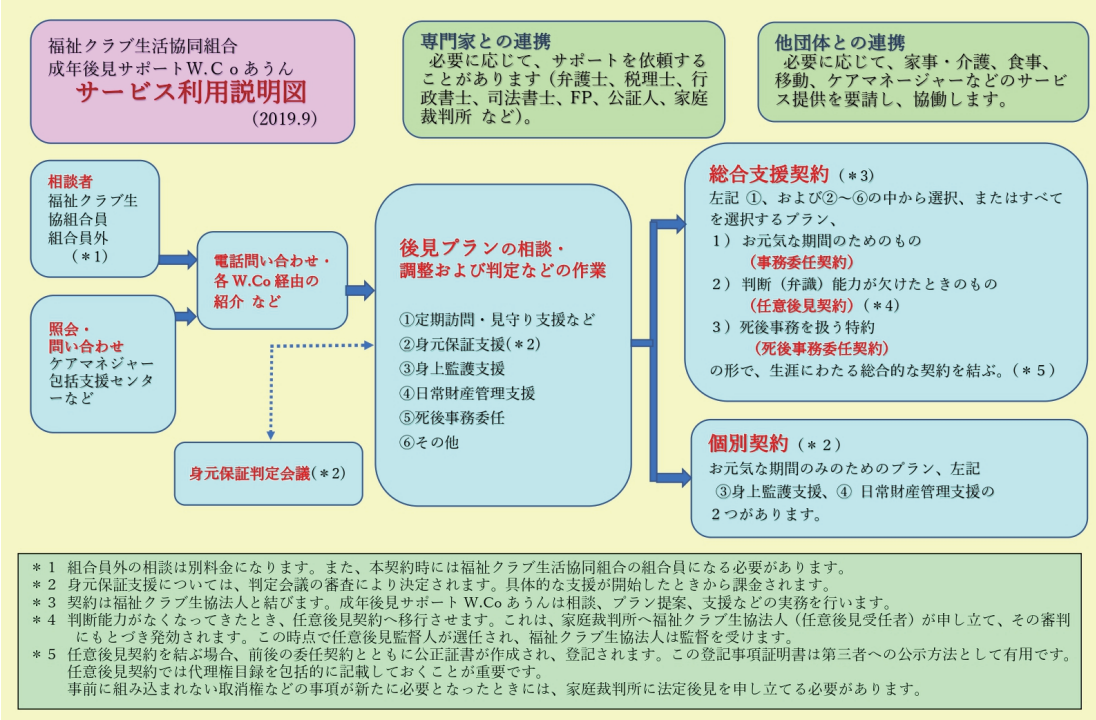 福祉クラブ生活協同組合
成年後見サポートW.Ｃｏあうん
サービス利用説明図
（2019.9）
専門家との連携
必要に応じて、サポートを依頼する
ことがあります（弁護士、税理士、行
政書士、司法書士、FP、公証人、家庭
裁判所 など）。
他団体との連携
必要に応じて、家事・介護、食事、
移動、ケアマネージャーなどのサービ
ス提供を要請し、協働します。
相談者
福祉クラブ生
協組合員
組合員外
（＊1）
照会・
問い合わせ
ケアマネジャー
包括支援センタ
ーなど
電話問い合わせ・
各 W.Co 経由の
紹介 など
身元保証判定会議(＊2)
後見プランの相談・
調整および判定などの作業
①定期訪問・見守り支援など
②身元保証支援(＊2)
③身上監護支援
④日常財産管理支援
⑤死後事務委任
⑥その他
総合支援契約（＊3）
左記 ①、および②～⑥の中から選択、またはすべて
を選択するプラン、
１） お元気な期間のためのもの
（事務委任契約）
２）判断（弁識）能力が欠けたときのもの
（任意後見契約）(＊4）
３）死後事務を扱う特約
（死後事務委任契約）
の形で、生涯にわたる総合的な契約を結ぶ。（＊５）
個別契約（＊２）
お元気な期間のみのためのプラン、左記
③身上監護支援、④ 日常財産管理支援の
２つがあります。
＊１ 組合員外の相談は別料金になります。また、本契約時には福祉クラブ生活協同組合の組合員になる必要があります。
＊２ 身元保証支援については、判定会議の審査により決定されます。具体的な支援が開始したときから課金されます。
＊３ 契約は福祉クラブ生協法人と結びます。成年後見サポート W.Co あうんは相談、プラン提案、支援などの実務を行います。
＊４ 判断能力がなくなってきたとき、任意後見契約へ移行させます。これは、家庭裁判所へ福祉クラブ生協法人（任意後見受任者）が申し立て、その審判
にもとづき発効されます。この時点で任意後見監督人が選任され、福祉クラブ生協法人は監督を受けます。
＊５ 任意後見契約を結ぶ場合、前後の委任契約とともに公正証書が作成され、登記されます。この登記事項証明書は第三者への公示方法として有用です。
任意後見契約では代理権目録を包括的に記載しておくことが重要です。
事前に組み込まれない取消権などの事項が新たに必要となったときには、家庭裁判所に法定後見を申し立てる必要があります。